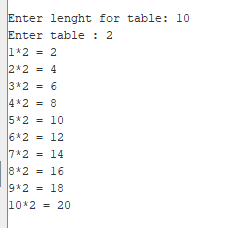 Enter lenght for table: 10
Enter table : 2
1*2 = 2
2*2 = 4
3*2 = 6
4*2 = 8
5*2 = 10
6*2 = 12
7*2 = 14
8*2 = 16
9*2 = 18
10*2 = 20